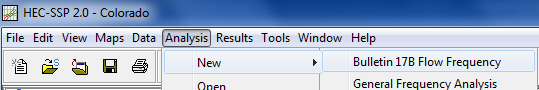 HEC-SSP 2.0 - Colorado
File Edit View Maps Data Analysis Results Tools Window Help
New Bulletin 17B Flow Frequency
Open General Frequency Analysis